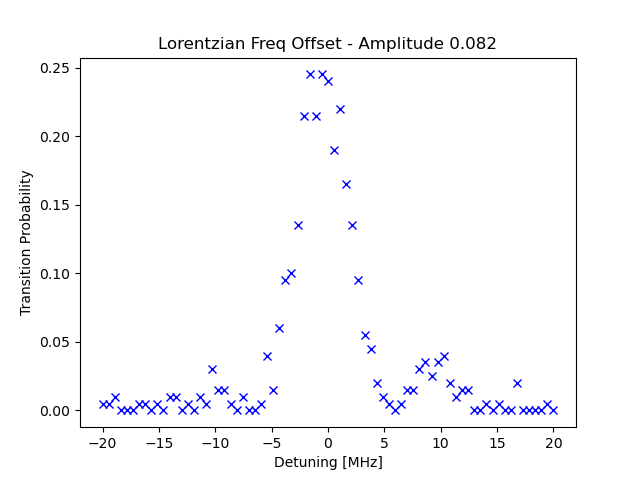 Lorentzian Freq Offset - Amplitude 0.082
0.25
0.20
0.15
0.10
0.05
0.00
Transition Probability
−20 −15 −10 −5 0 5 10 15 20
Detuning [MHz]